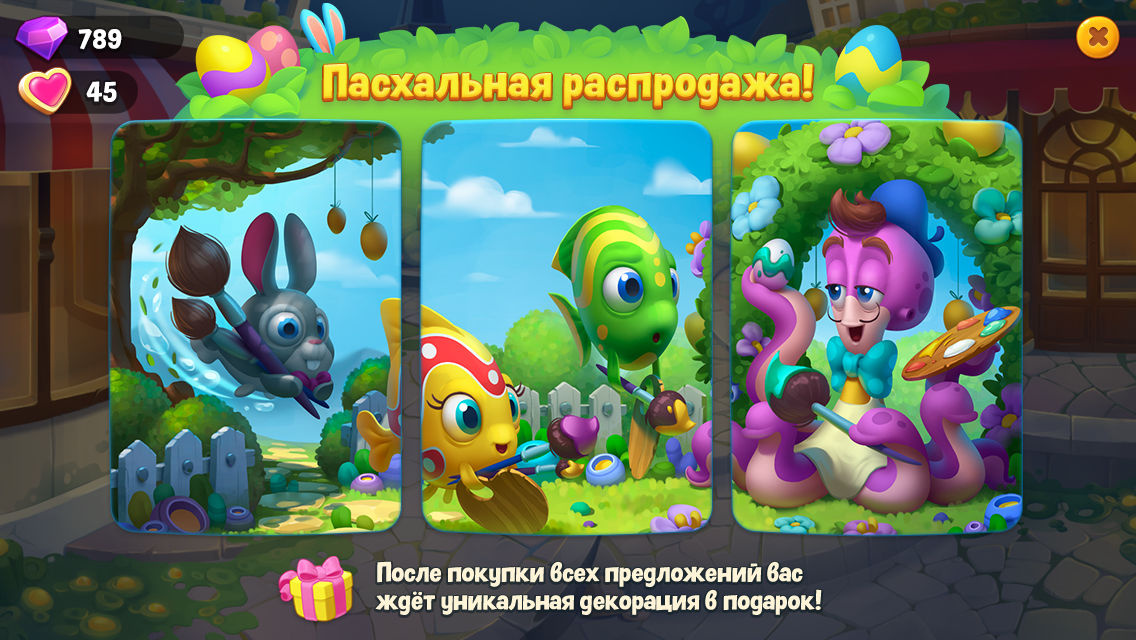 789
45
Пасхальная распродажа!
После покупки всех предложений вас
ждёт уникальная декорация в подарок!